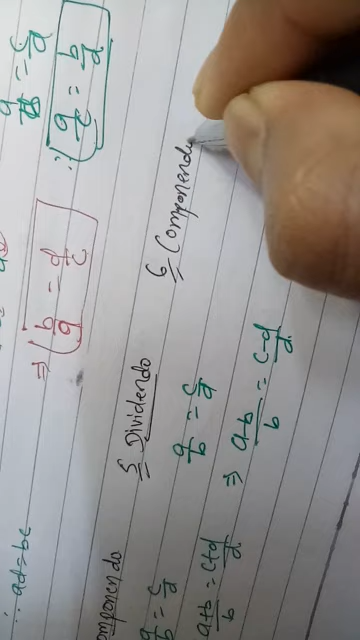 ∴ ad=bc
⇒ (b/a = d/c
a/b = c/d
∴ (a/c = b/d
omponendo
a/b = c/d
a+b/b = c+d/d
5 Dividendo
a/b = c/d
⇒ a-b/b = c-d/d
6 Componendo